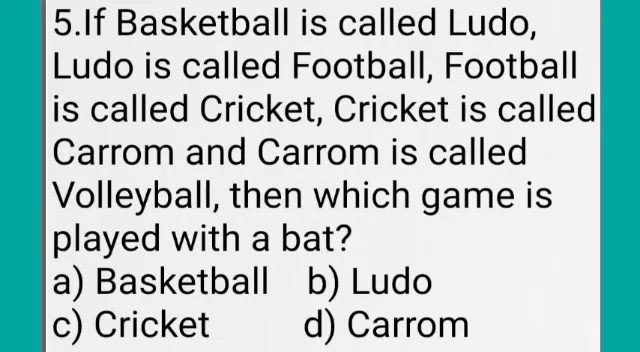 5.If Basketball is called Ludo,
Ludo is called Football, Football
is called Cricket, Cricket is called
Carrom and Carrom is called
Volleyball, then which game is
played with a bat?
a) Basketball b) Ludo
c) Cricket d) Carrom